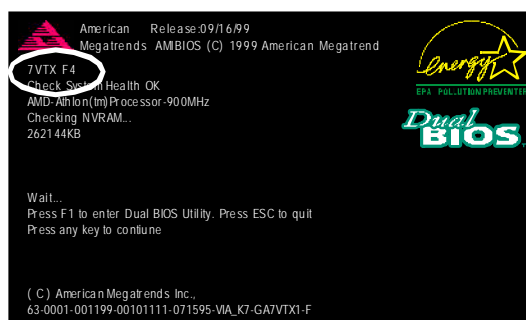 American Release:09/16/99
Megatrends AMIBIOS (C) 1999 American Megatrend
7VTX F4
Check System Health OK
AMD-Athlon(tm)Processor-900MHz
Checking NVRAM...
262144KB
Wait...
Press F1 to enter Dual BIOS Utility. Press ESC to quit
Press any key to contiune
( C ) American Megatrends Inc.,
63-0001-001199-00101111-071595-VIA_K7-GA7VTX1-F
energy
EPA POLLUTION PREVENTER
Dual
BIOS